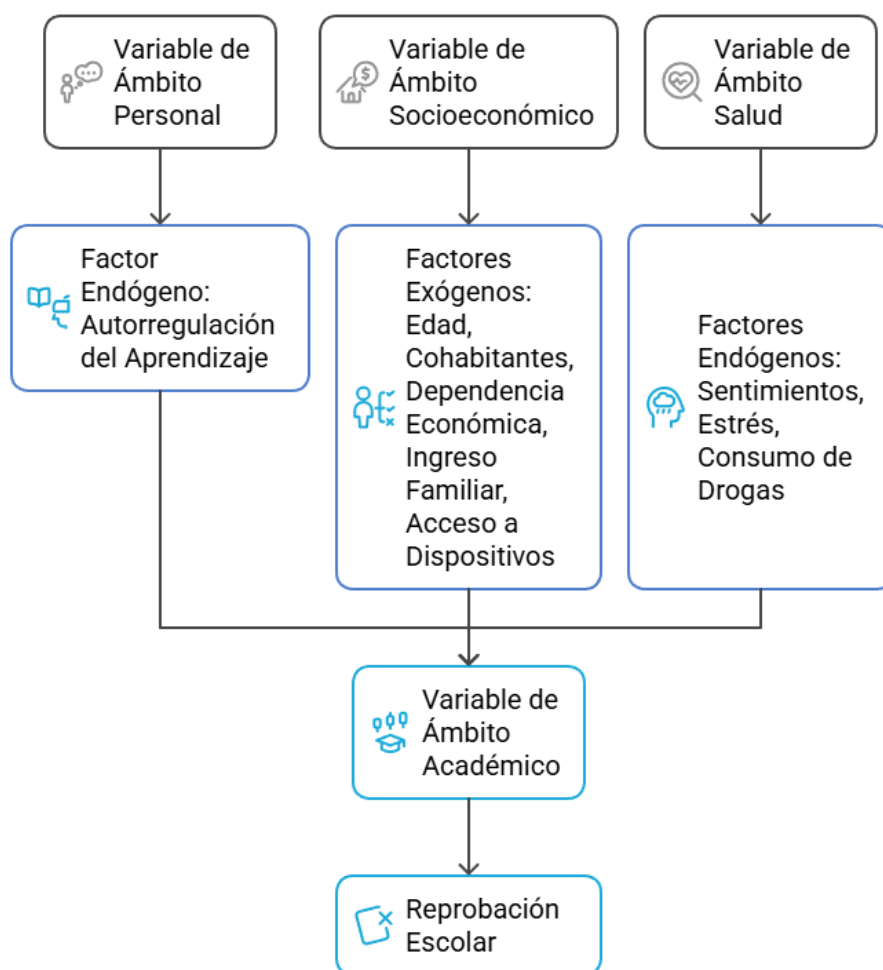 Variable de
Ámbito
Personal
Variable de
Ámbito
Socioeconómico
Variable de
Ámbito
Salud
Factor
Endógeno:
Autorregulación
del Aprendizaje
Factores
Exógenos:
Edad,
Cohabitantes,
Dependencia
Económica,
Ingreso
Familiar,
Acceso a
Dispositivos
Factores
Endógenos:
Sentimientos,
Estrés,
Consumo de
Drogas
Variable de
Ámbito
Académico
Reprobación
Escolar